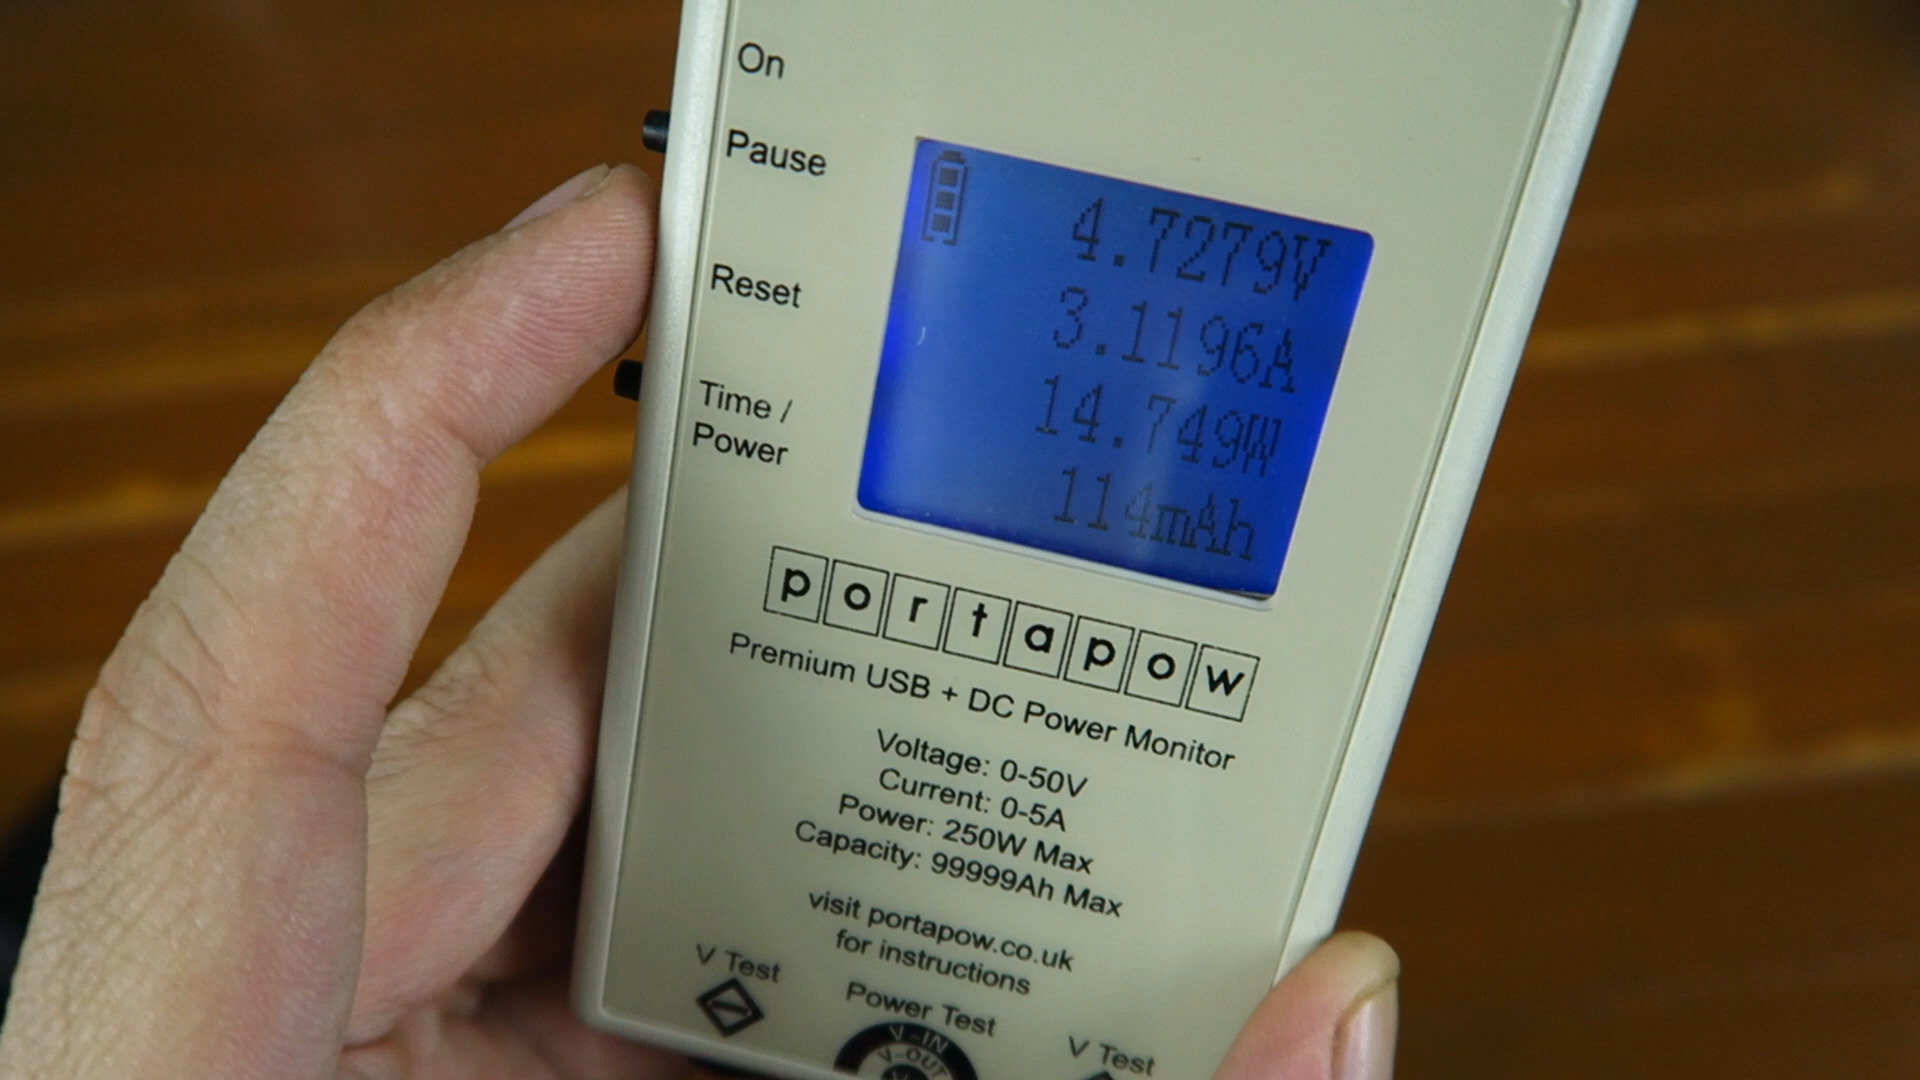 On
Pause
Reset
Time /
Power
4.7279V
3.1196A
14.749W
114mAh
portapow
Premium USB + DC Power Monitor
Voltage: 0-50V
Current: 0-5A
Power: 250W Max
Capacity: 99999Ah Max
visit portapow.co.uk
for instructions
V Test
Power Test
V Test
V-IN
V-OUT